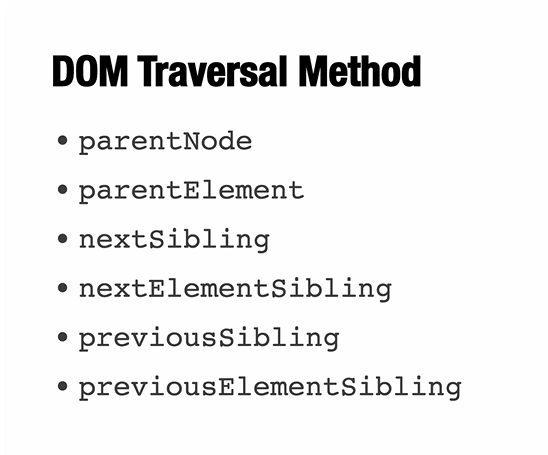 DOM Traversal Method
• parentNode
• parentElement
• nextSibling
• nextElementSibling
• previousSibling
• previousElementSibling